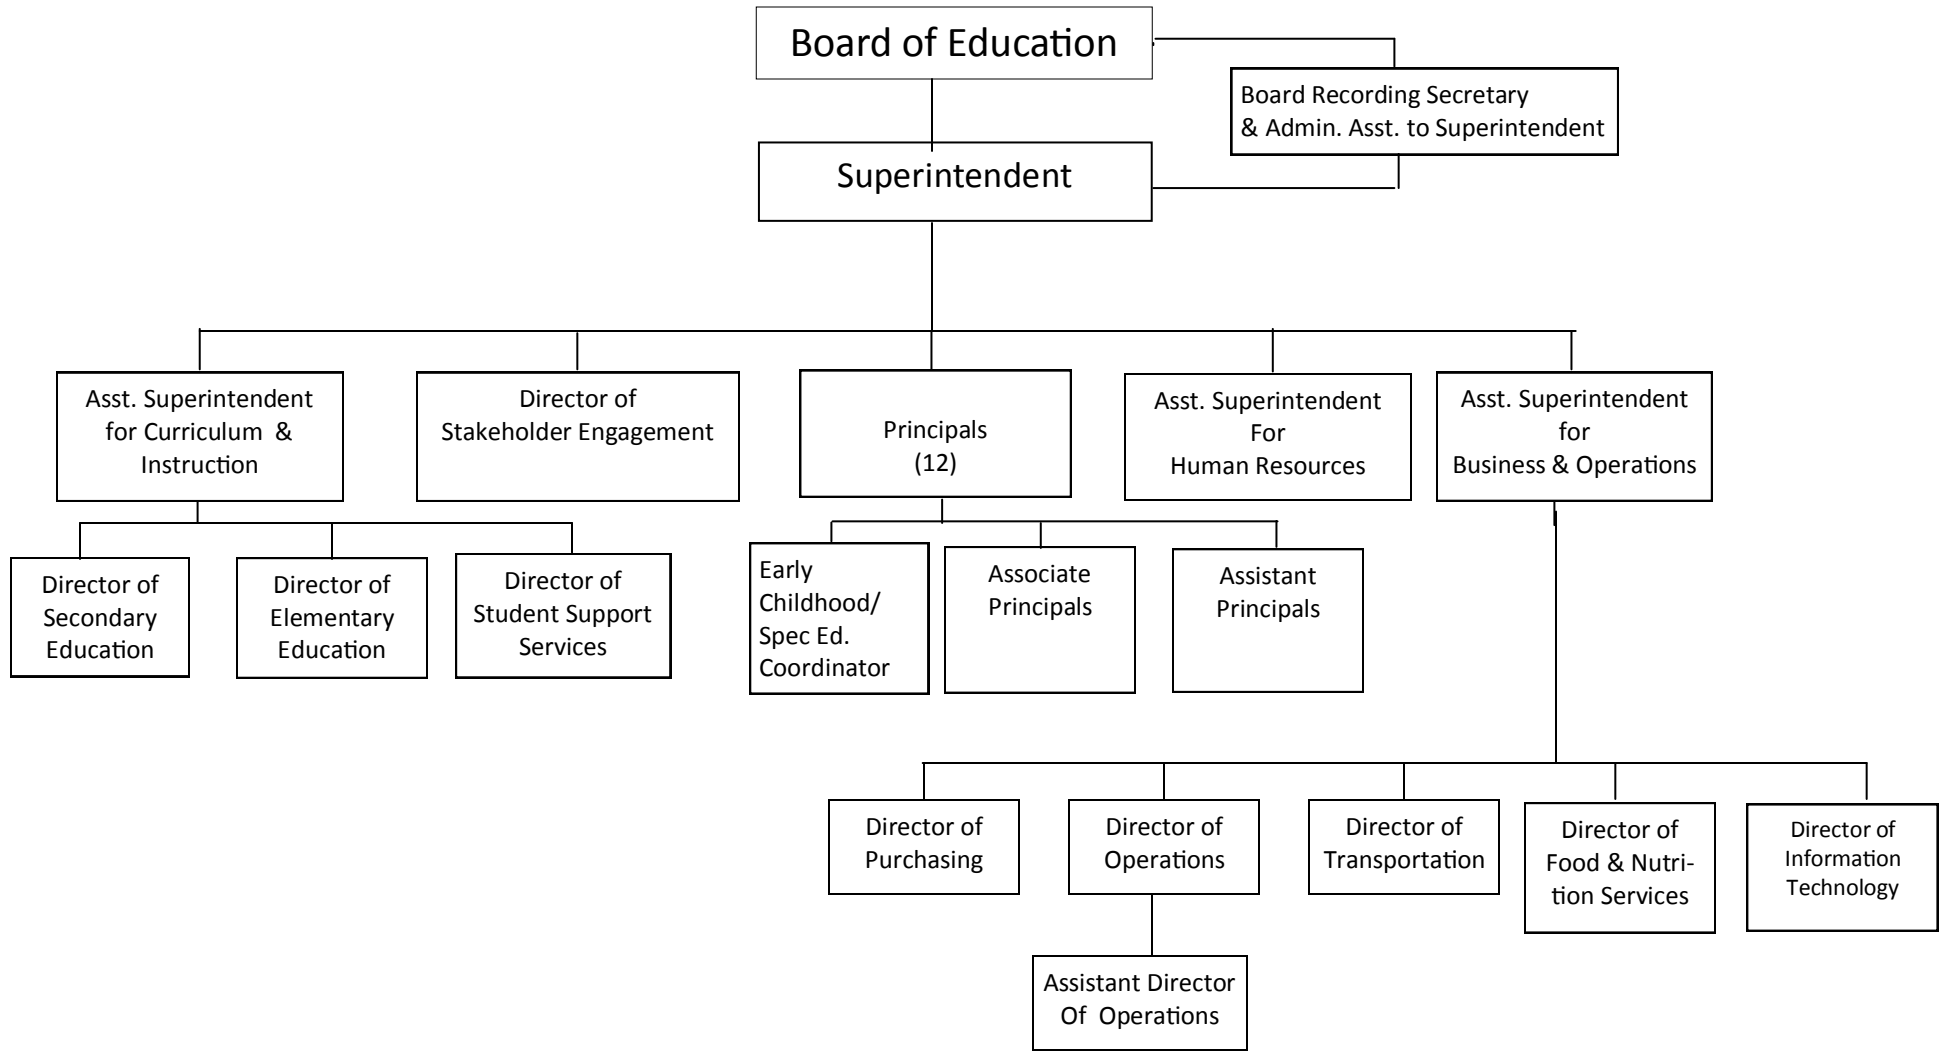 Board of Education
Board Recording Secretary
& Admin. Asst. to Superintendent
Superintendent
Asst. Superintendent
for Curriculum &
Instruction
Director of
Stakeholder Engagement
Principals
(12)
Asst. Superintendent
For
Human Resources
Asst. Superintendent
for
Business & Operations
Director of
Secondary
Education
Director of
Elementary
Education
Director of
Student Support
Services
Early
Childhood/
Spec Ed.
Coordinator
Associate
Principals
Assistant
Principals
Director of
Purchasing
Director of
Operations
Director of
Transportation
Director of
Food & Nutri-
tion Services
Director of
Information
Technology
Assistant Director
Of Operations